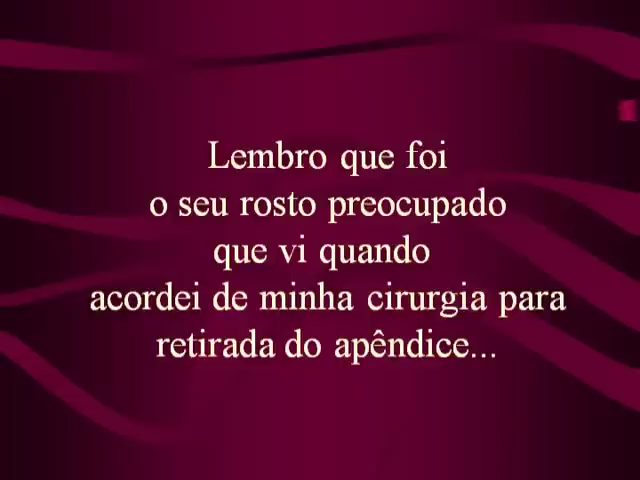 Lembro que foi
o seu rosto preocupado
que vi quando
acordei de minha cirurgia para
retirada do apêndice...